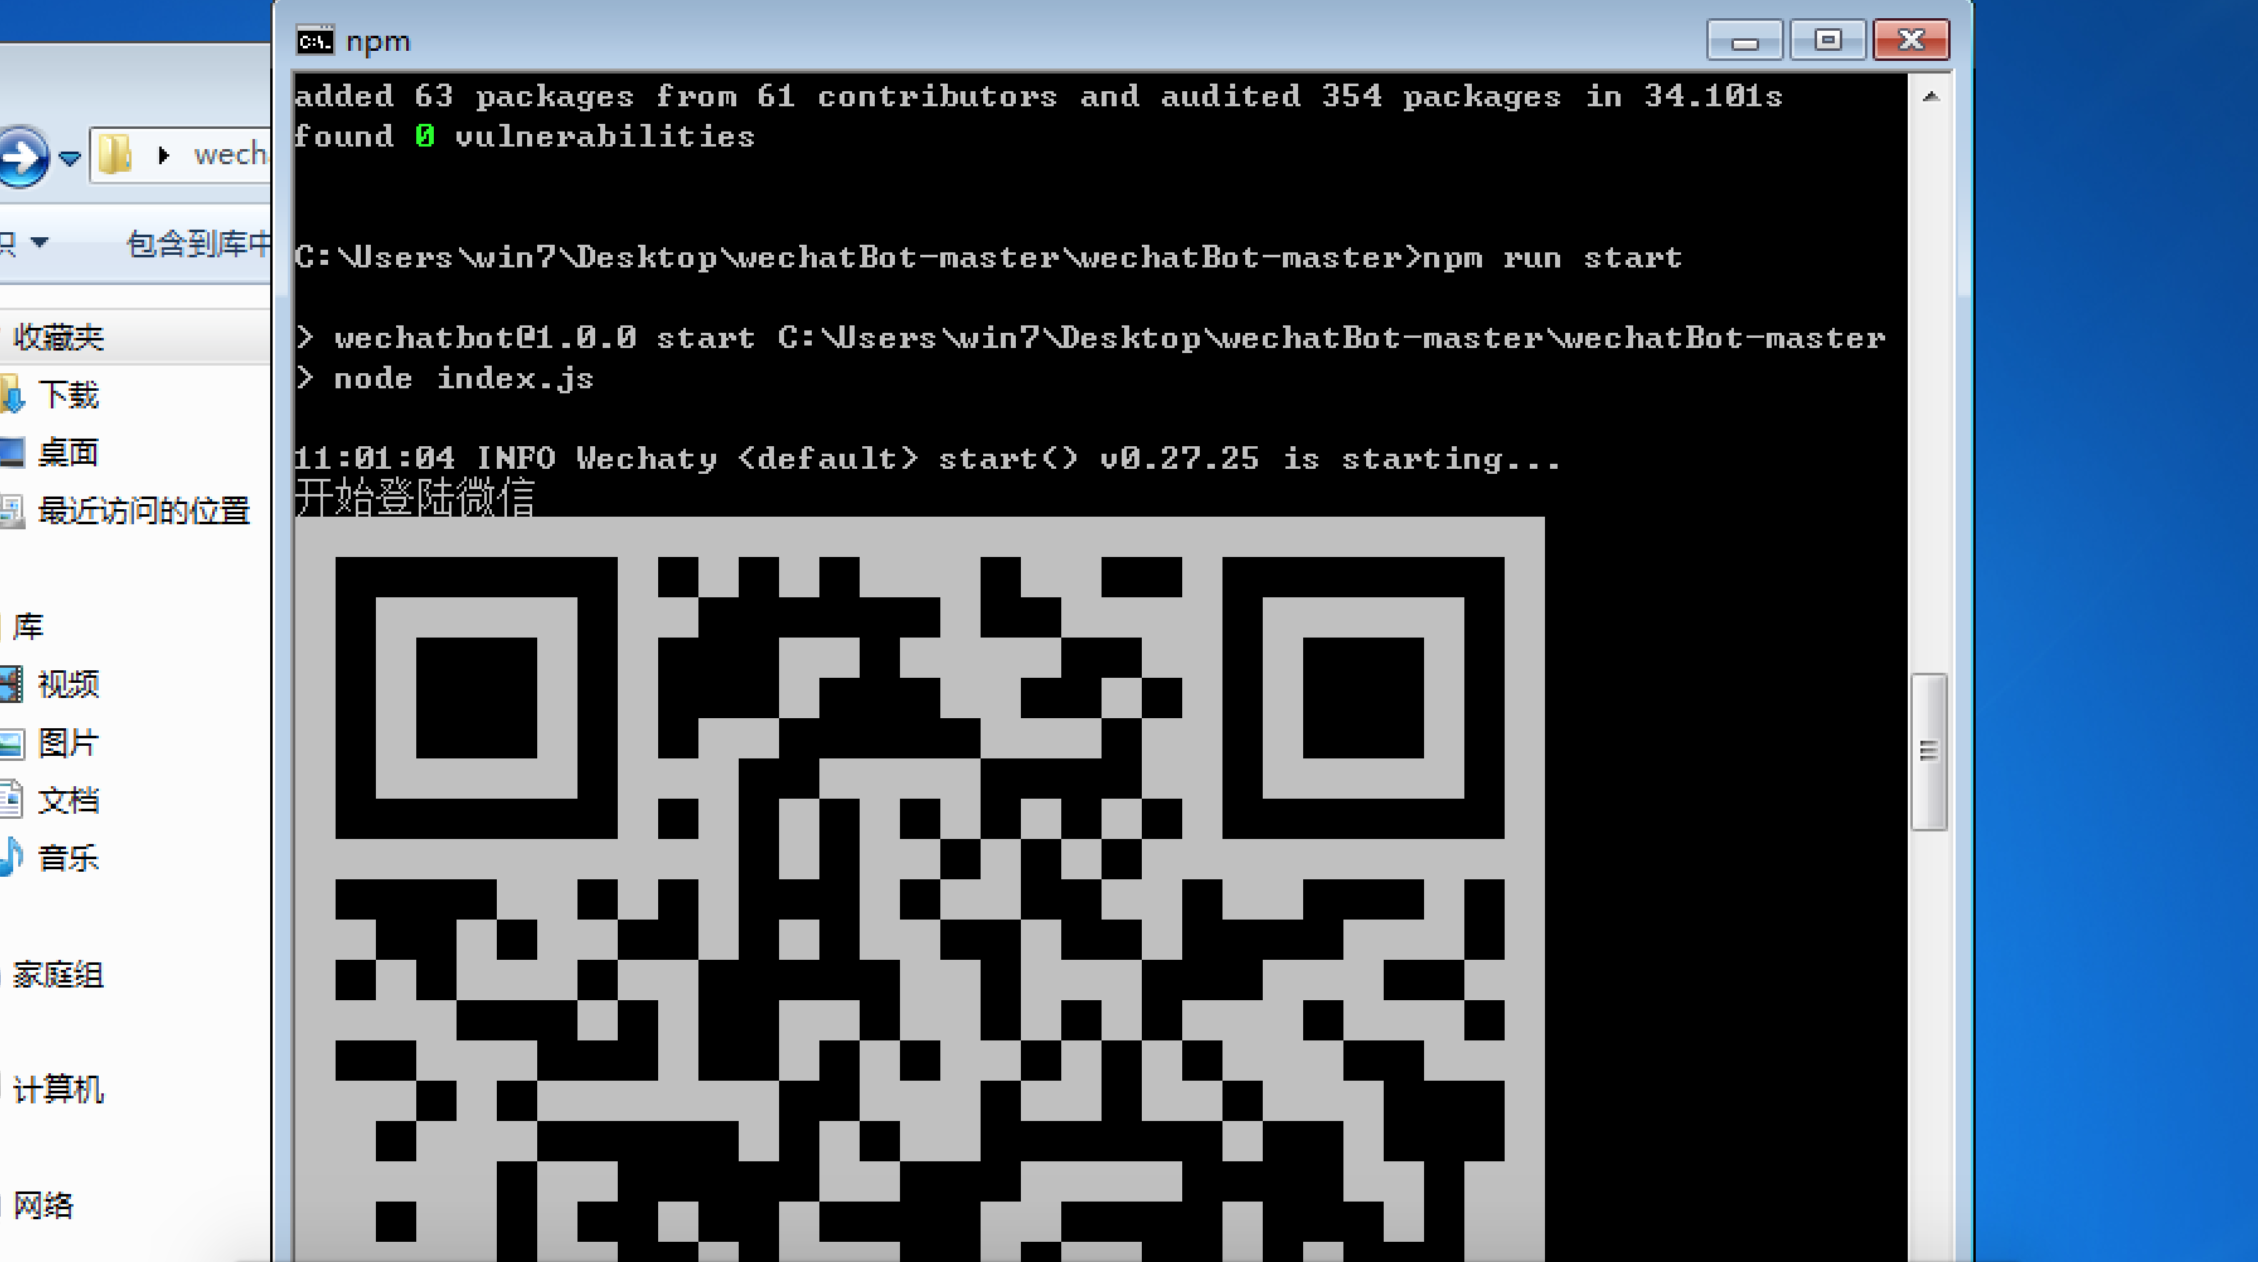 npm
added 63 packages from 61 contributors and audited 354 packages in 34.101s
found 0 vulnerabilities
C:\Users\win7\Desktop\wechatBot-master\wechatBot-master>npm run start
> wechatbot@1.0.0 start C:\Users\win7\Desktop\wechatBot-master\wechatBot-master
> node index.js
11:01:04 INFO Wechaty <default> start() v0.27.25 is starting...
开始登陆微信
包含到库中
收藏夹
下载
桌面
最近访问的位置
库
视频
图片
文档
音乐
家庭组
计算机
网络